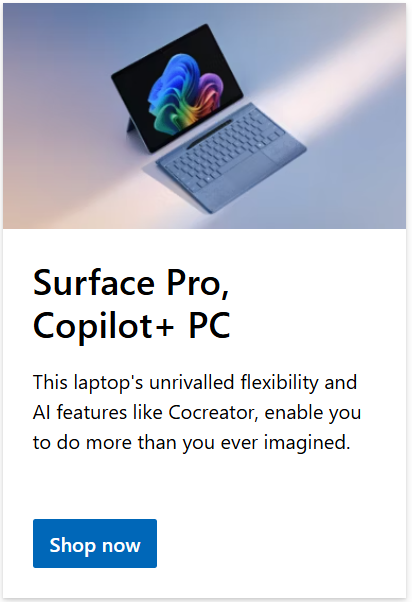 Surface Pro,
Copilot+ PC
This laptop's unrivalled flexibility and
AI features like Cocreator, enable you
to do more than you ever imagined.
Shop now